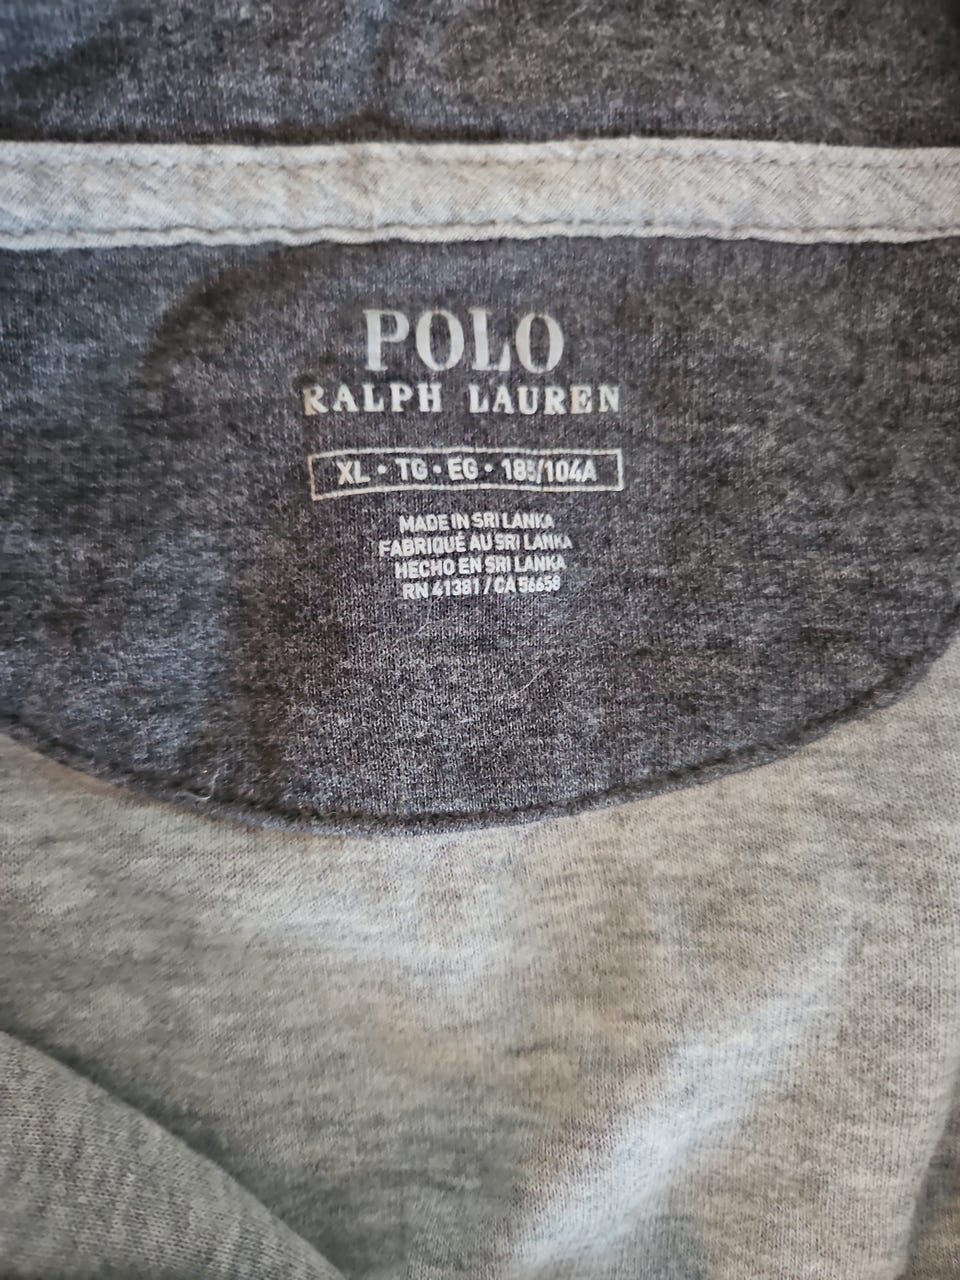 POLO
RALPH LAUREN
XL • TG • EG • 185/104A
MADE IN SRI LANKA
FABRIQUÉ AU SRI LANKA
HECHO EN SRI LANKA
RN 41381 / CA 56658